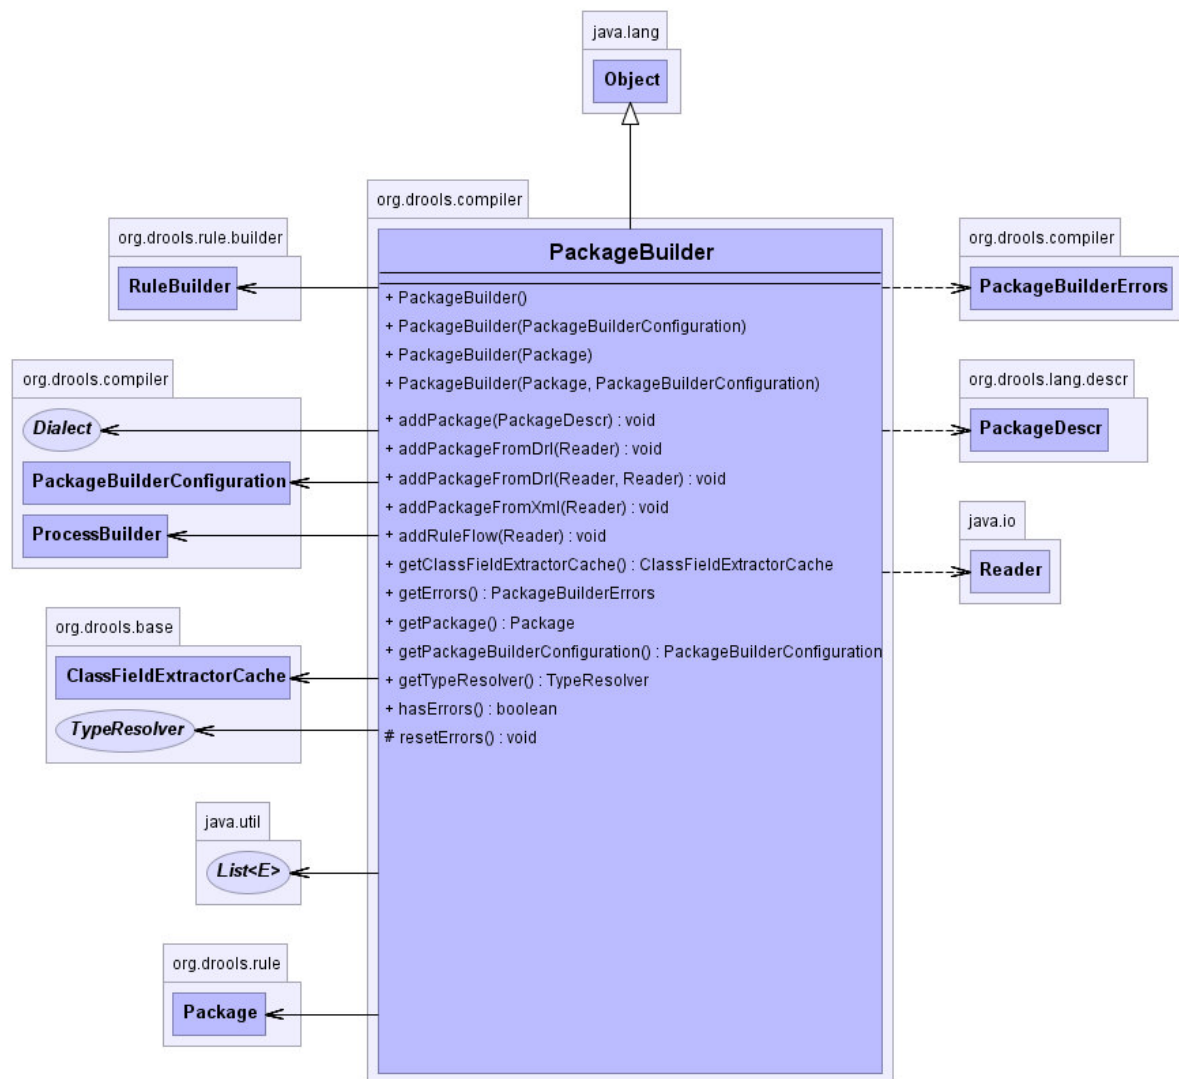 java.lang
Object
org.drools.compiler
PackageBuilder
+ PackageBuilder()
+ PackageBuilder(PackageBuilderConfiguration)
+ PackageBuilder(Package)
+ PackageBuilder(Package, PackageBuilderConfiguration)
+ addPackage(PackageDescr) : void
+ addPackageFromDrl(Reader) : void
+ addPackageFromDrl(Reader, Reader) : void
+ addPackageFromXml(Reader) : void
+ addRuleFlow(Reader) : void
+ getClassFieldExtractorCache() : ClassFieldExtractorCache
+ getErrors() : PackageBuilderErrors
+ getPackage() : Package
+ getPackageBuilderConfiguration() : PackageBuilderConfiguration
+ getTypeResolver() : TypeResolver
+ hasErrors() : boolean
# resetErrors() : void
org.drools.rule.builder
RuleBuilder
org.drools.compiler
Dialect
PackageBuilderConfiguration
ProcessBuilder
org.drools.base
ClassFieldExtractorCache
TypeResolver
java.util
List<E>
org.drools.rule
Package
org.drools.compiler
PackageBuilderErrors
org.drools.lang.descr
PackageDescr
java.io
Reader